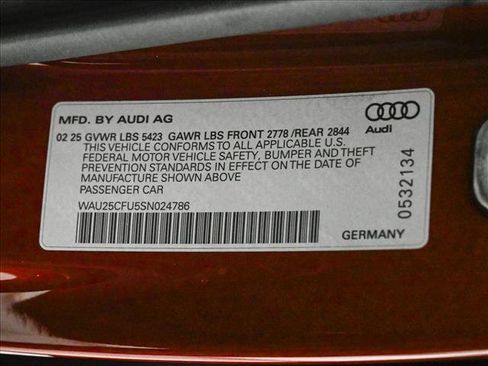 MFD. BY AUDI AG
02 25 GVWR LBS 5423 GAWR LBS FRONT 2778 /REAR 2844
THIS VEHICLE CONFORMS TO ALL APPLICABLE U.S.
FEDERAL MOTOR VEHICLE SAFETY, BUMPER AND THEFT
PREVENTION STANDARDS IN EFFECT ON THE DATE OF
MANUFACTURE SHOWN ABOVE
PASSENGER CAR
WAU25CFU5SN024786
Audi
0532134
GERMANY